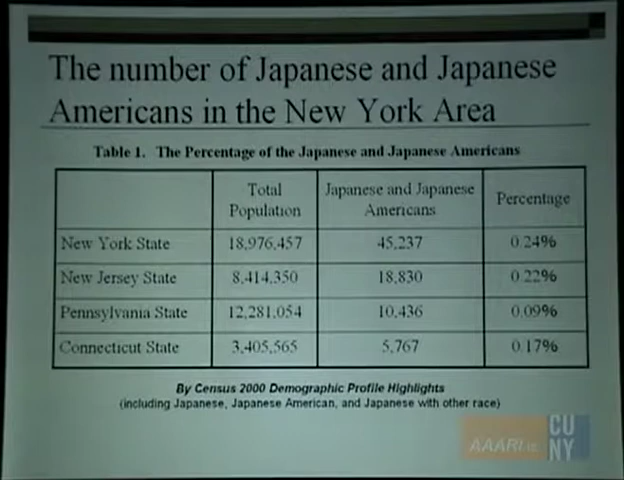 The number of Japanese and Japanese
Americans in the New York Area
Table 1. The Percentage of the Japanese and Japanese Americans
Total Population Japanese and Japanese Americans Percentage
New York State 18,976,457 45,237 0.24%
New Jersey State 8,414,350 18,830 0.22%
Pennsylvania State 12,281,054 10,436 0.09%
Connecticut State 3,405,565 5,767 0.17%
By Census 2000 Demographic Profile Highlights
(including Japanese, Japanese American, and Japanese with other race)
AAARI
CU
NY